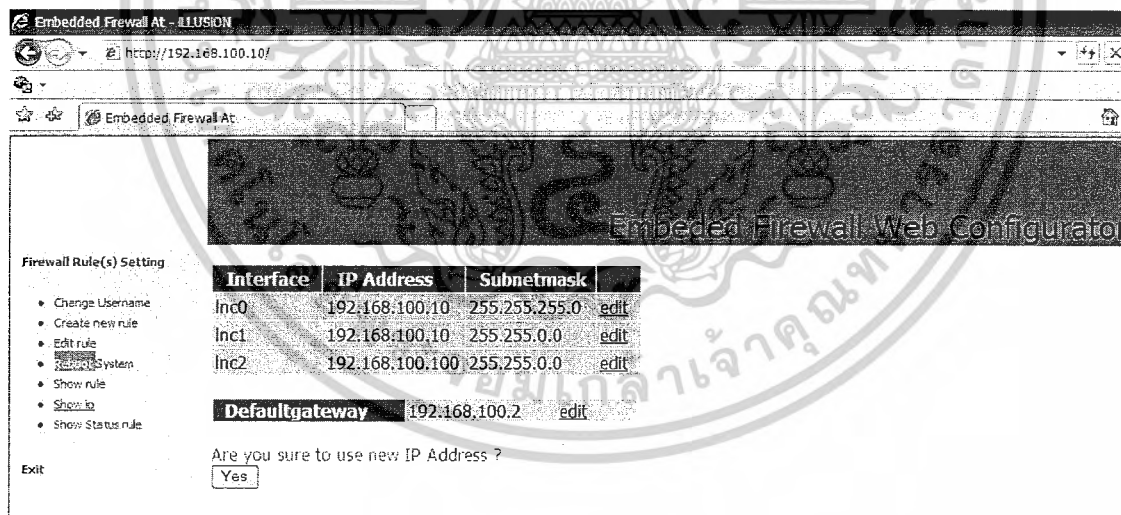 Embedded Firewall At - ILLUSION
http://192.168.100.10/
Embedded Firewall At
Embeded Firewall Web Configurator
Firewall Rule(s) Setting
Change Username
Create new rule
Edit rule
Reboot System
Show rule
Show ip
Show Status rule
Exit
Interface IP Address Subnetmask
lnc0 192.168.100.10 255.255.255.0 edit
lnc1 192.168.100.10 255.255.0.0 edit
lnc2 192.168.100.100 255.255.0.0 edit
Defaultgateway 192.168.100.2 edit
Are you sure to use new IP Address ?
Yes